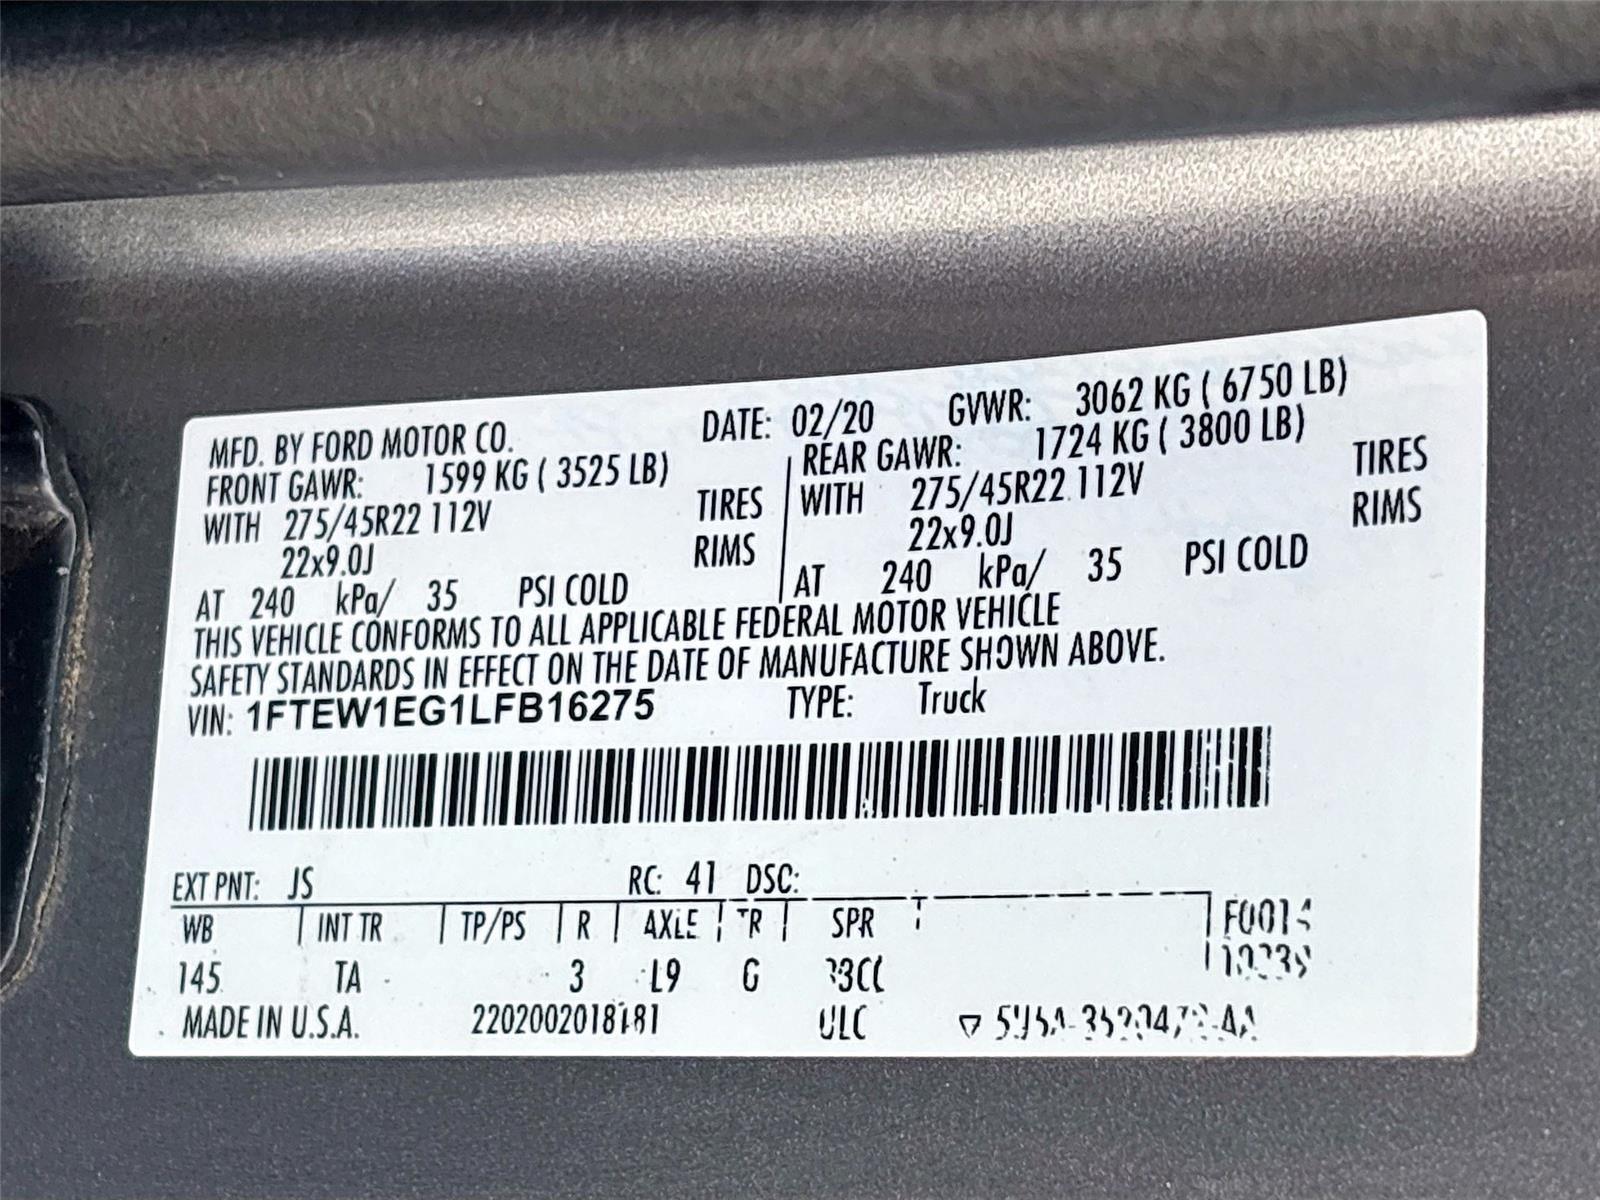 MFD. BY FORD MOTOR CO. DATE: 02/20 GVWR: 3062 KG ( 6750 LB)
FRONT GAWR: 1599 KG ( 3525 LB) REAR GAWR: 1724 KG ( 3800 LB)
WITH 275/45R22 112V TIRES WITH 275/45R22 112V TIRES
22x9.0J RIMS 22x9.0J RIMS
AT 240 kPa/ 35 PSI COLD AT 240 kPa/ 35 PSI COLD
THIS VEHICLE CONFORMS TO ALL APPLICABLE FEDERAL MOTOR VEHICLE
SAFETY STANDARDS IN EFFECT ON THE DATE OF MANUFACTURE SHOWN ABOVE.
VIN: 1FTEW1EG1LFB16275 TYPE: Truck
EXT PNT: JS RC: 41 DSC:
WB INT TR TP/PS R AXLE TR SPR
145 TA 3 L9 G
MADE IN U.S.A. ULC